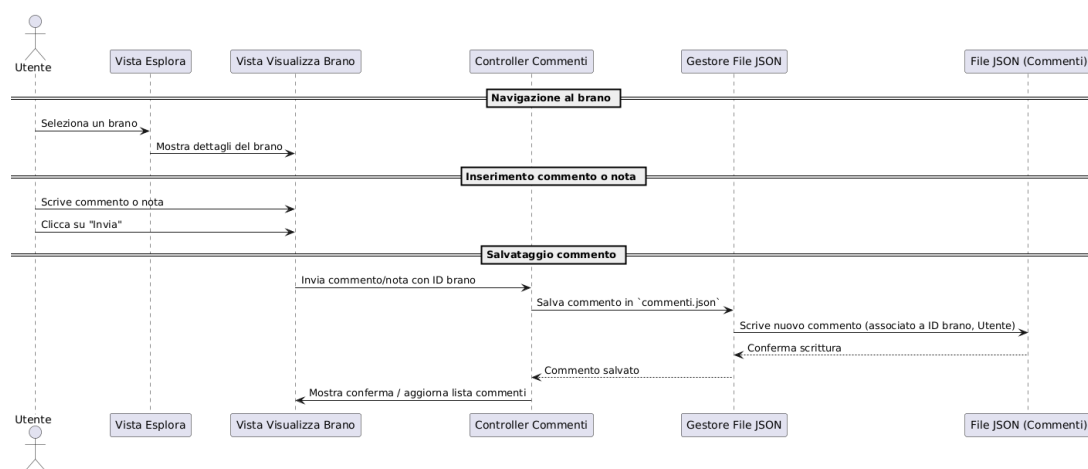 Utente
Vista Esplora
Vista Visualizza Brano
Controller Commenti
Gestore File JSON
File JSON (Commenti)
Navigazione al brano
Seleziona un brano
Mostra dettagli del brano
Inserimento commento o nota
Scrive commento o nota
Clicca su "Invia"
Salvataggio commento
Invia commento/nota con ID brano
Salva commento in `commenti.json`
Scrive nuovo commento (associato a ID brano, Utente)
Conferma scrittura
Commento salvato
Mostra conferma / aggiorna lista commenti
Utente
Vista Esplora
Vista Visualizza Brano
Controller Commenti
Gestore File JSON
File JSON (Commenti)